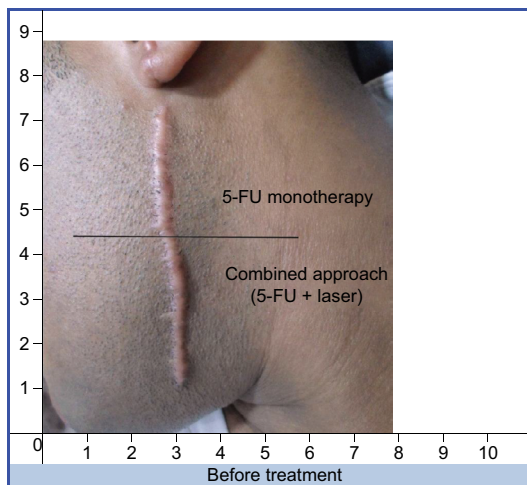 9
8
7
6
5-FU monotherapy
5
4
Combined approach
(5-FU + laser)
3
2
1
0
1 2 3 4 5 6 7 8 9 10
Before treatment